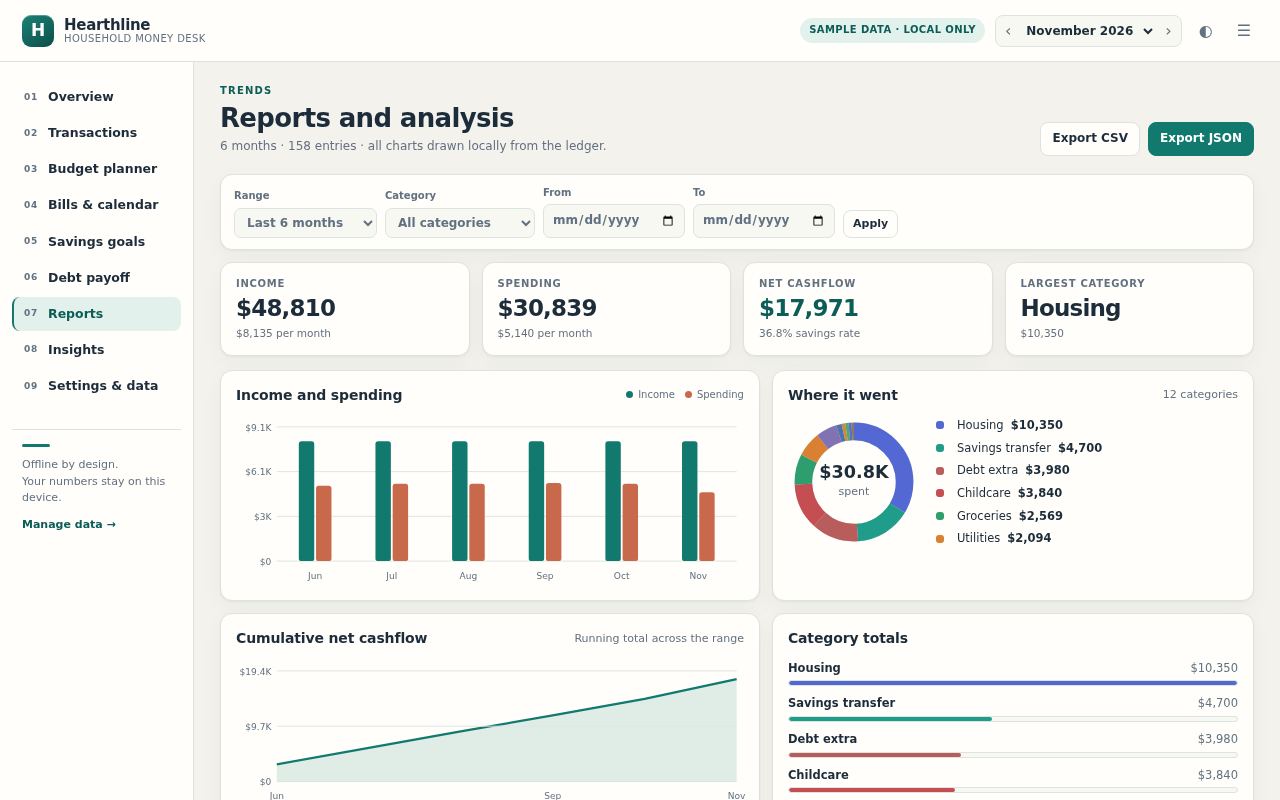 H
Hearthline
HOUSEHOLD MONEY DESK
SAMPLE DATA · LOCAL ONLY
‹ November 2026 ›
01 Overview
02 Transactions
03 Budget planner
04 Bills & calendar
05 Savings goals
06 Debt payoff
07 Reports
08 Insights
09 Settings & data
Offline by design.
Your numbers stay on this
device.
Manage data →
TRENDS
Reports and analysis
6 months · 158 entries · all charts drawn locally from the ledger.
Export CSV
Export JSON
Range
Last 6 months
Category
All categories
From
mm/dd/yyyy
To
mm/dd/yyyy
Apply
INCOME
$48,810
$8,135 per month
SPENDING
$30,839
$5,140 per month
NET CASHFLOW
$17,971
36.8% savings rate
LARGEST CATEGORY
Housing
$10,350
Income and spending
Income Spending
$9.1K
$6.1K
$3K
$0
Jun Jul Aug Sep Oct Nov
Where it went
12 categories
$30.8K
spent
Housing $10,350
Savings transfer $4,700
Debt extra $3,980
Childcare $3,840
Groceries $2,569
Utilities $2,094
Cumulative net cashflow
Running total across the range
$19.4K
$9.7K
$0
Jun Sep Nov
Category totals
Housing $10,350
Savings transfer $4,700
Debt extra $3,980
Childcare $3,840